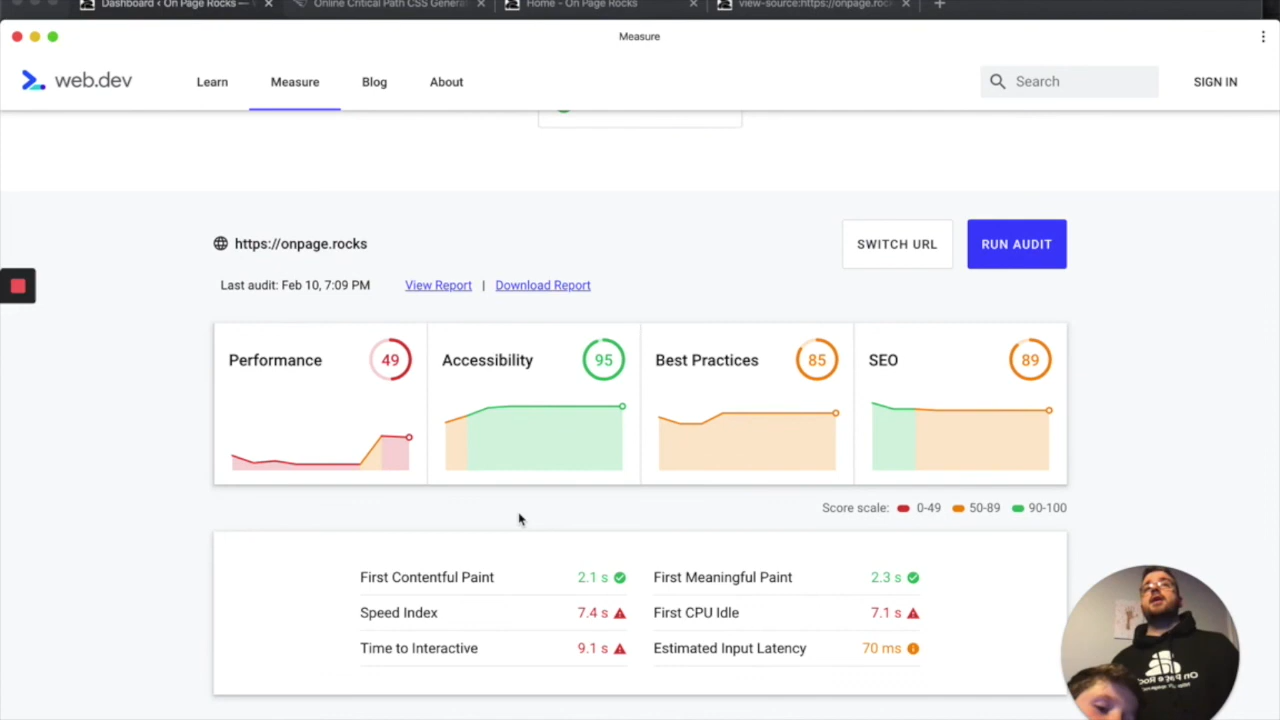 Dashboard ‹ On Page Rocks —
Online Critical Path CSS Genera
Home - On Page Rocks
view-source:https://onpage.roc
Measure
web.dev
Learn
Measure
Blog
About
Search
SIGN IN
https://onpage.rocks
SWITCH URL
RUN AUDIT
Last audit: Feb 10, 7:09 PM
View Report | Download Report
Performance 49
Accessibility 95
Best Practices 85
SEO 89
Score scale: 0-49 50-89 90-100
First Contentful Paint 2.1 s
First Meaningful Paint 2.3 s
Speed Index 7.4 s
First CPU Idle 7.1 s
Time to Interactive 9.1 s
Estimated Input Latency 70 ms
On Page Rock